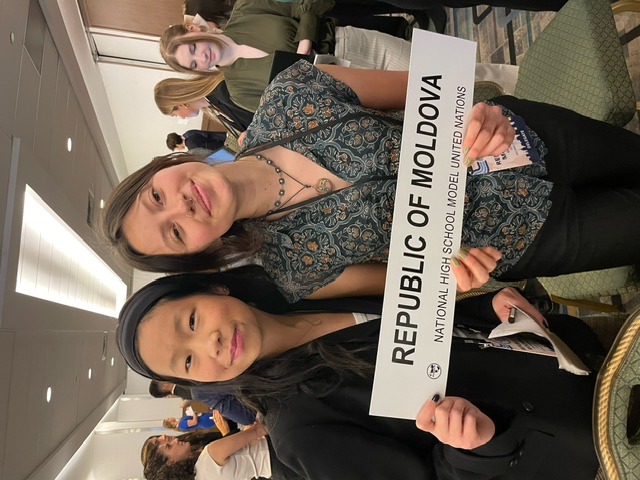 REPUBLIC OF MOLDOVA
NATIONAL HIGH SCHOOL MODEL UNITED NATIONS